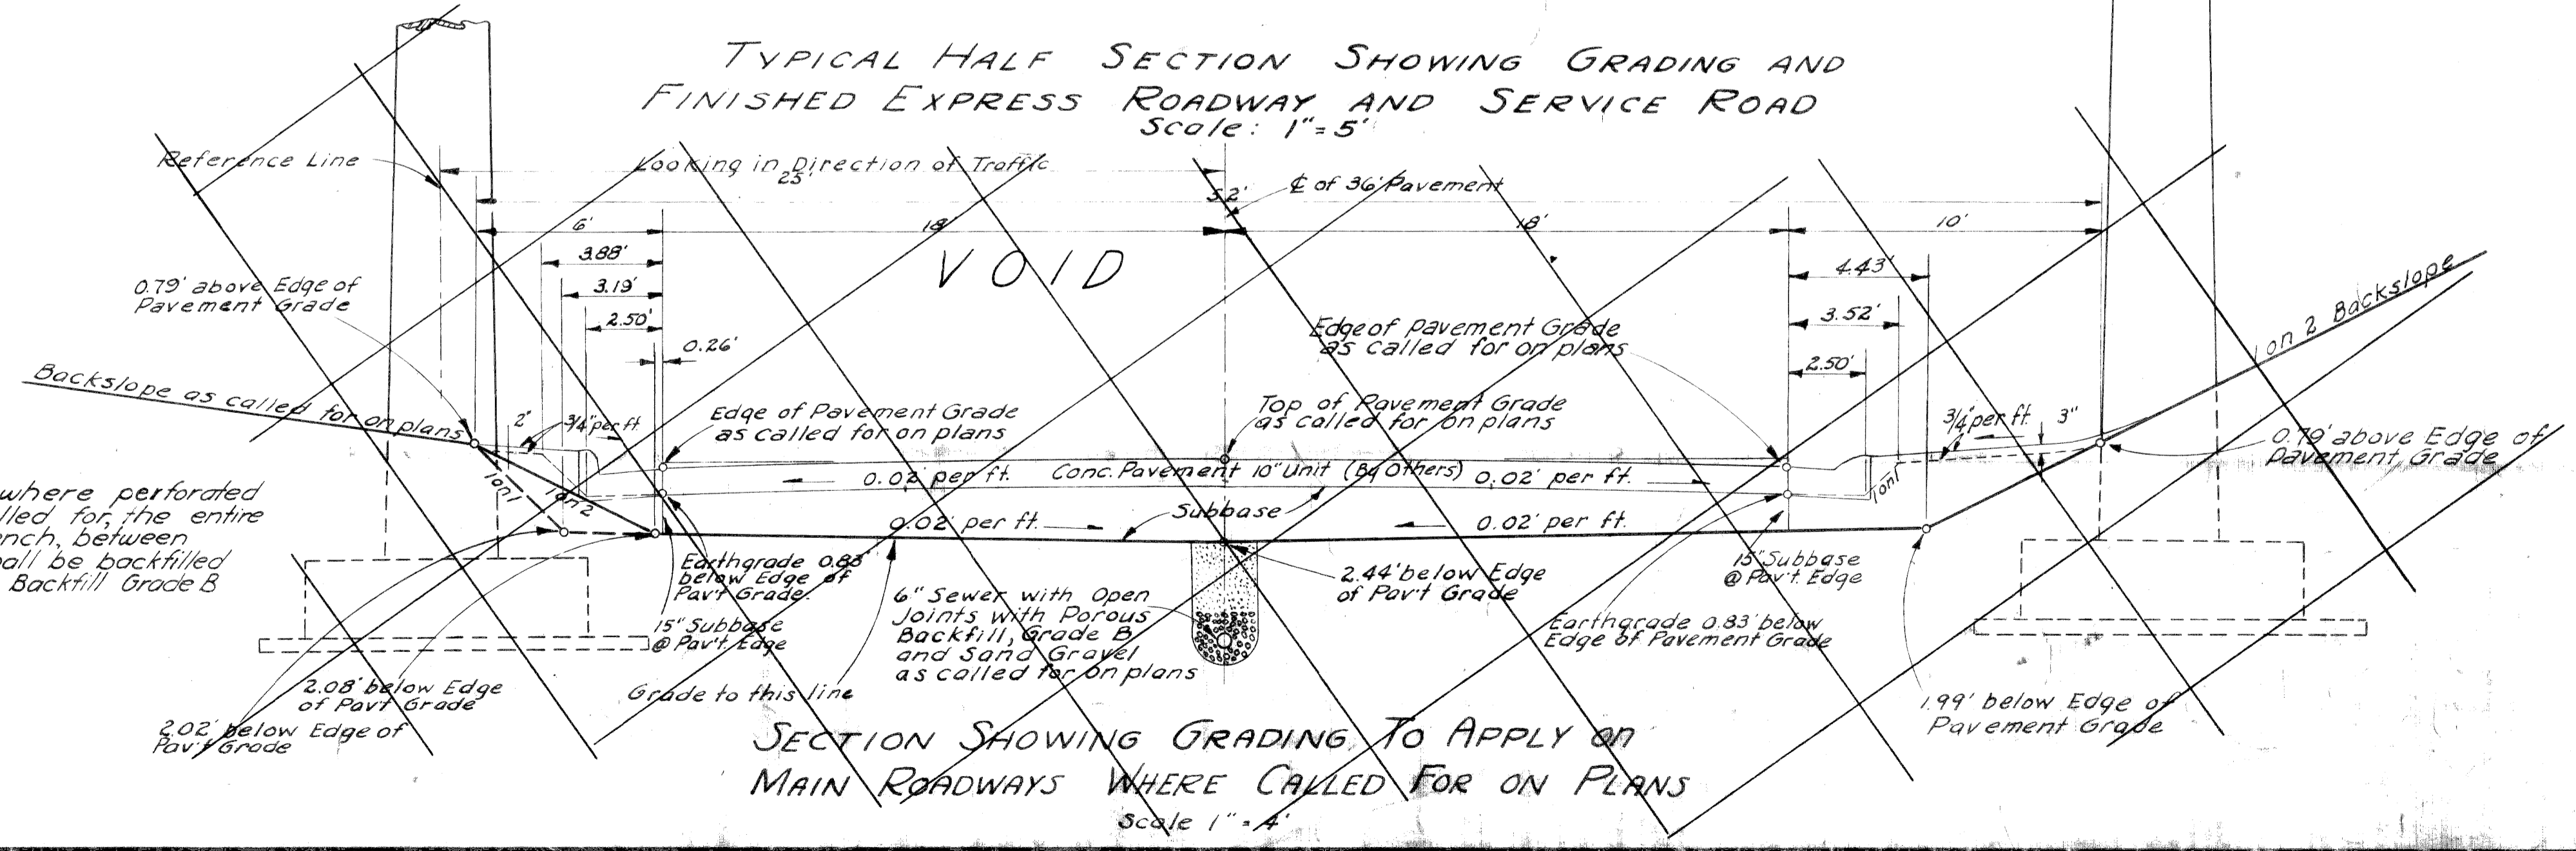 TYPICAL HALF SECTION SHOWING GRADING AND
FINISHED EXPRESS ROADWAY AND SERVICE ROAD
Scale: 1"=5'
Reference Line
Looking in Direction of Traffic
25'
℄ of 36' Pavement
52'
6'
18'
18'
10'
VOID
3.88'
3.19'
2.50'
0.26'
4.43'
3.52'
2.50'
0.79' above Edge of
Pavement Grade
Edge of Pavement Grade
as called for on plans
1 on 2 Backslope
Backslope as called for on plans
2"
3/4" per ft.
Edge of Pavement Grade
as called for on plans
Top of Pavement Grade
as called for on plans
3/4" per ft.
3"
0.79' above Edge of
Pavement Grade
0.02' per ft.
Conc. Pavement 10" Unit (By Others)
0.02' per ft.
1 on 1
1 on 2
1 on 1
where perforated
lled for, the entire
ench, between
all be backfilled
Backfill Grade B
0.02' per ft.
Subbase
0.02' per ft.
Earthgrade 0.83'
below Edge of
Pav't Grade.
15" Subbase
@ Pav't. Edge
6" Sewer with Open
Joints with Porous
Backfill, Grade B
and Sand Gravel
as called for on plans
2.44' below Edge
of Pav't Grade
15" Subbase
@ Pav't. Edge
Earthgrade 0.83' below
Edge of Pavement Grade
2.08' below Edge
of Pav't Grade
2.02' below Edge of
Pav't Grade
Grade to this line
1.99' below Edge of
Pavement Grade
SECTION SHOWING GRADING TO APPLY on
MAIN ROADWAYS WHERE CALLED FOR ON PLANS
Scale 1" = 4'